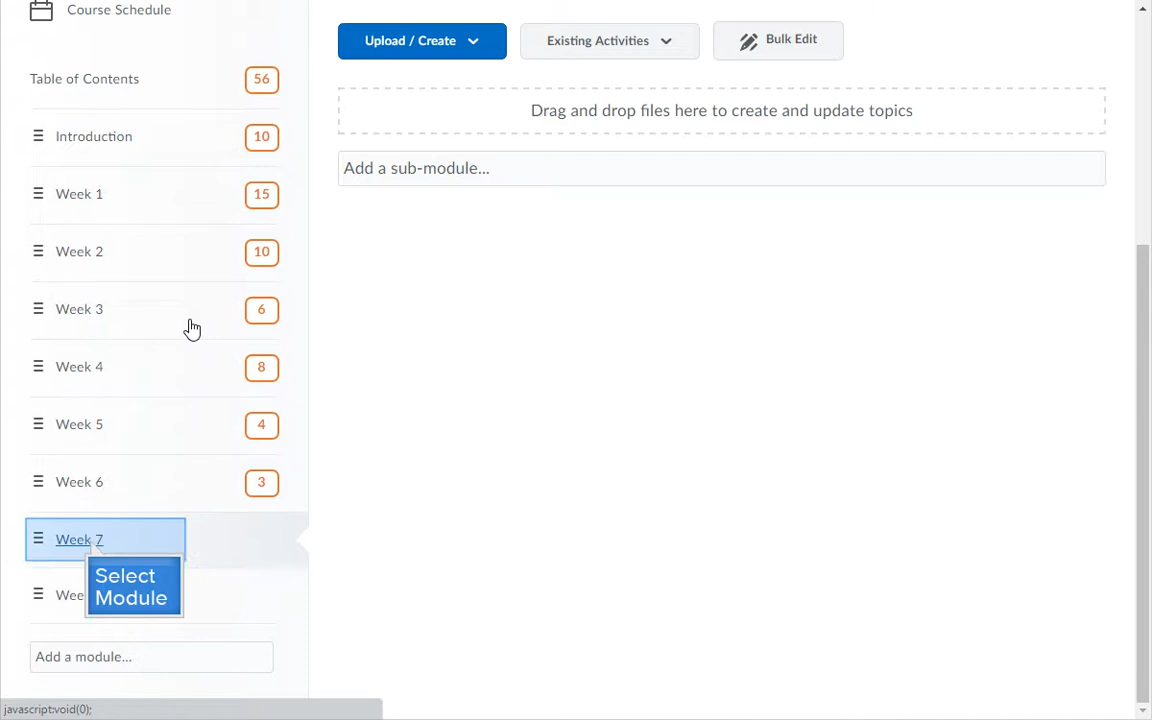 Course Schedule
Table of Contents 56
Introduction 10
Week 1 15
Week 2 10
Week 3 6
Week 4 8
Week 5 4
Week 6 3
Week 7
Select
Module
Wee
Add a module...
javascript:void(0);
Upload / Create
Existing Activities
Bulk Edit
Drag and drop files here to create and update topics
Add a sub-module...